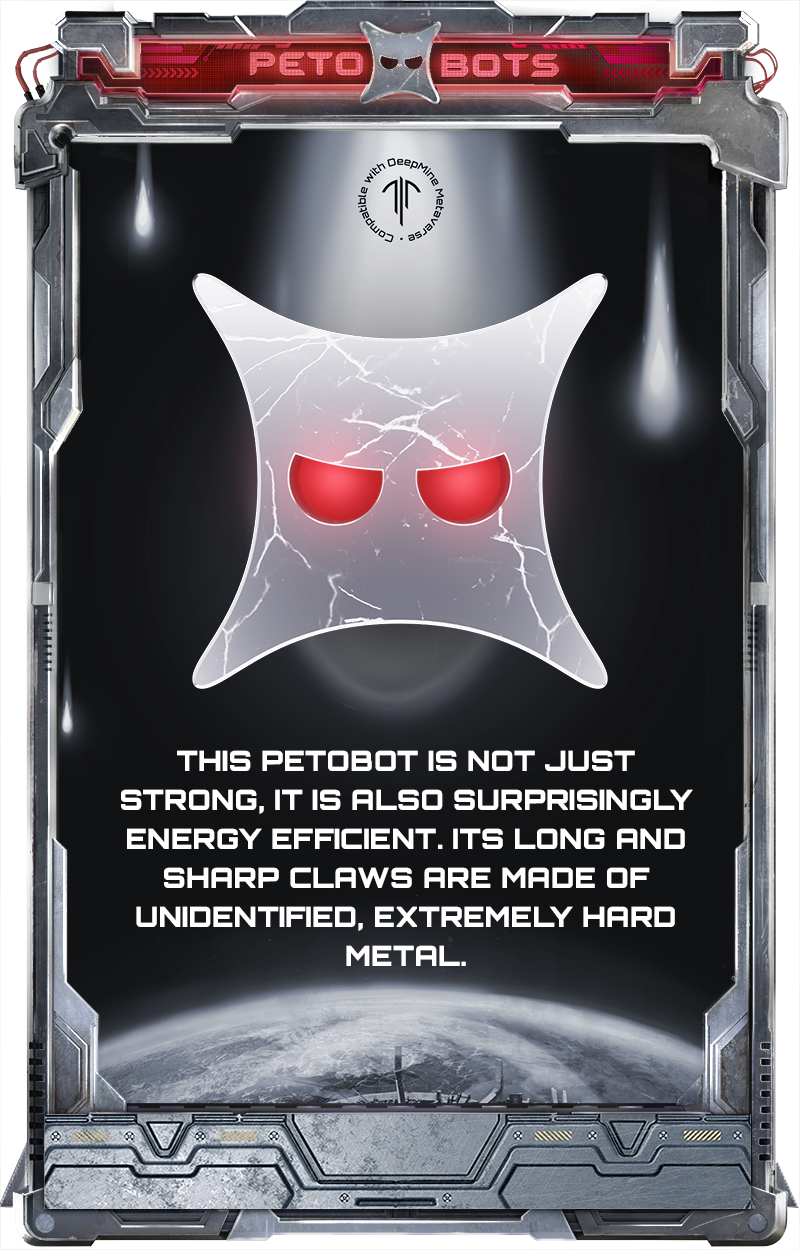 PETO BOTS
Compatible with DeepMine Metaverse •
THIS PETOBOT IS NOT JUST
STRONG, IT IS ALSO SURPRISINGLY
ENERGY EFFICIENT. ITS LONG AND
SHARP CLAWS ARE MADE OF
UNIDENTIFIED, EXTREMELY HARD
METAL.